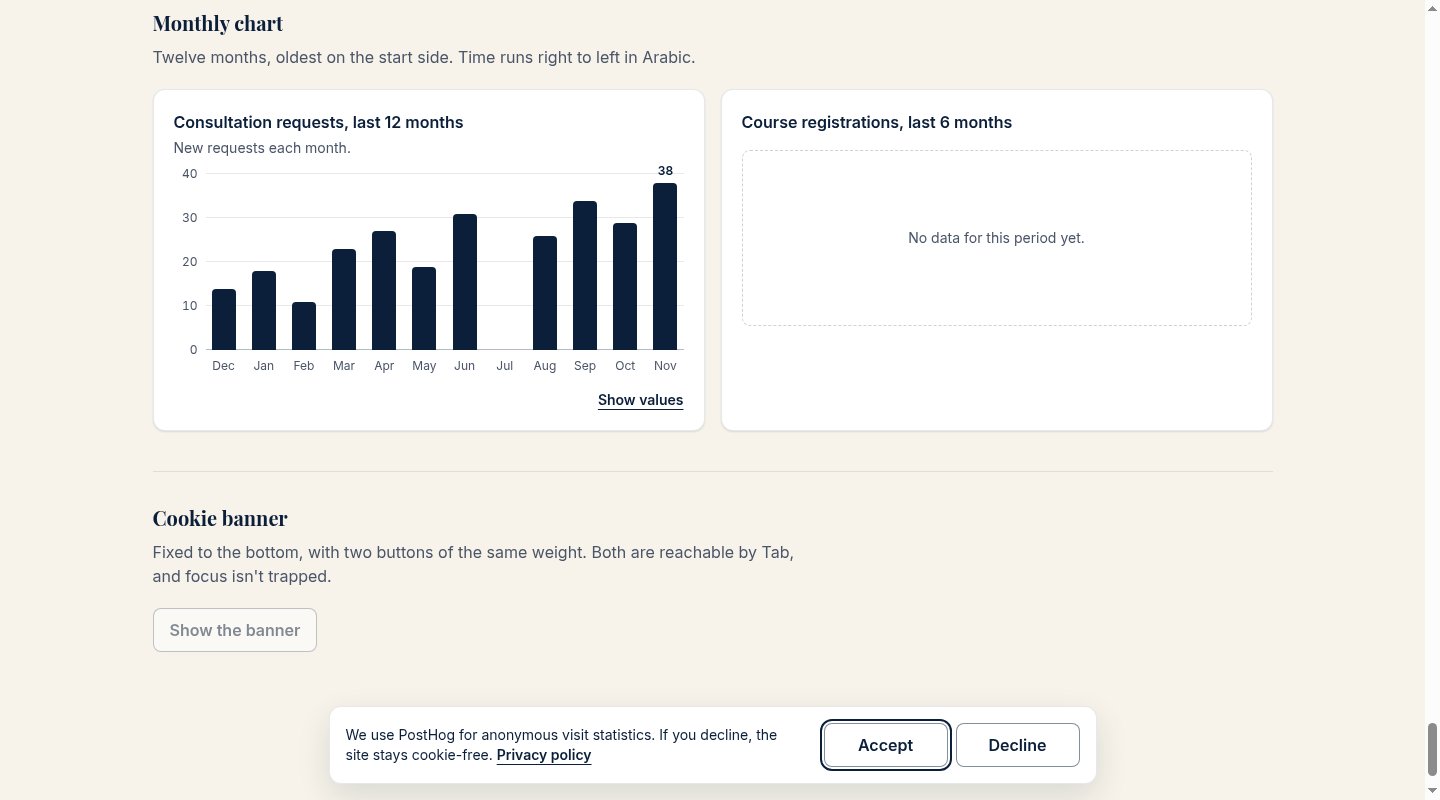 Monthly chart
Twelve months, oldest on the start side. Time runs right to left in Arabic.
Consultation requests, last 12 months
New requests each month.
38
40
30
20
10
0
Dec Jan Feb Mar Apr May Jun Jul Aug Sep Oct Nov
Show values
Course registrations, last 6 months
No data for this period yet.
Cookie banner
Fixed to the bottom, with two buttons of the same weight. Both are reachable by Tab,
and focus isn't trapped.
Show the banner
We use PostHog for anonymous visit statistics. If you decline, the
site stays cookie-free. Privacy policy
Accept
Decline